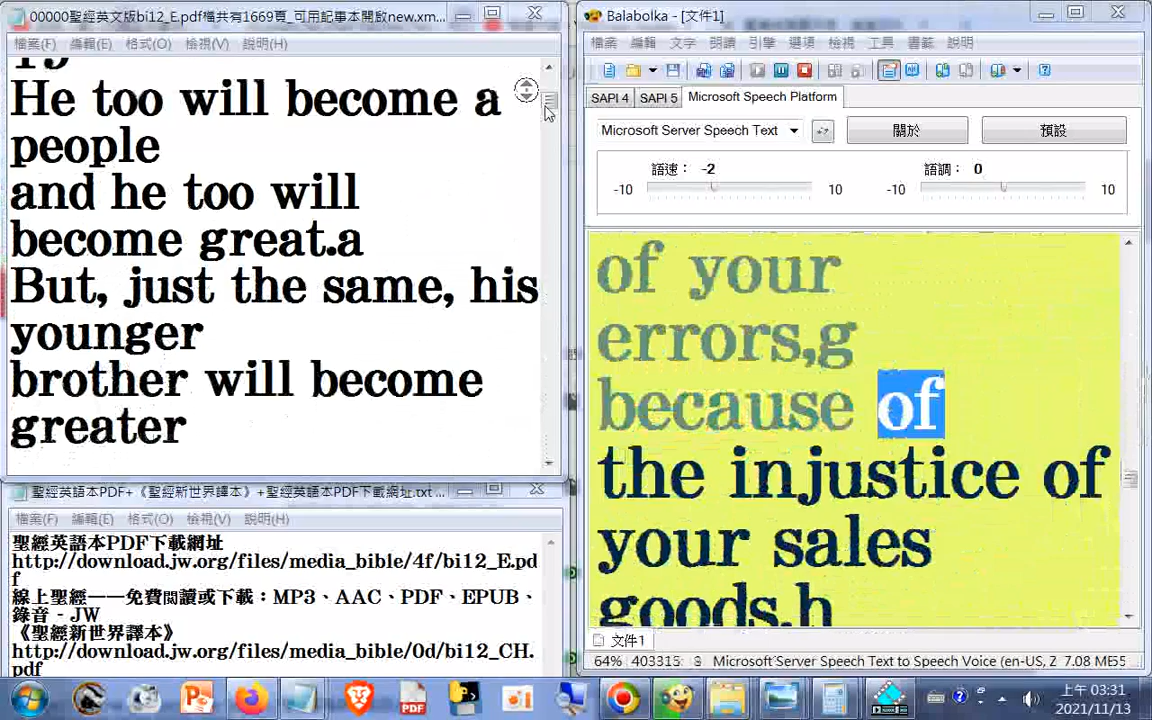 00000聖經英文版bi12_E.pdf檔共有1669頁_可用記事本開啟new.xm...
檔案(F) 編輯(E) 格式(O) 檢視(V) 說明(H)
He too will become a
people
and he too will
become great.a
But, just the same, his
younger
brother will become
greater
聖經英語本PDF+《聖經新世界譯本》+聖經英語本PDF下載網址.txt ...
檔案(F) 編輯(E) 格式(O) 檢視(V) 說明(H)
聖經英語本PDF下載網址
http://download.jw.org/files/media_bible/4f/bi12_E.pd
f
線上聖經——免費閱讀或下載：MP3、AAC、PDF、EPUB、
錄音 - JW
《聖經新世界譯本》
http://download.jw.org/files/media_bible/0d/bi12_CH.
pdf
Balabolka - [文件1]
檔案 編輯 文字 朗讀 引擎 選項 檢視 工具 書籤 說明
SAPI 4 SAPI 5 Microsoft Speech Platform
Microsoft Server Speech Text 關於 預設
語速： -2 語調： 0
-10 10 -10 10
of your
errors,g
because of
the injustice of
your sales
goods.h
文件1
64% 403315: Microsoft Server Speech Text to Speech Voice (en-US, Z 7.08 ME55
上午 03:31
2021/11/13